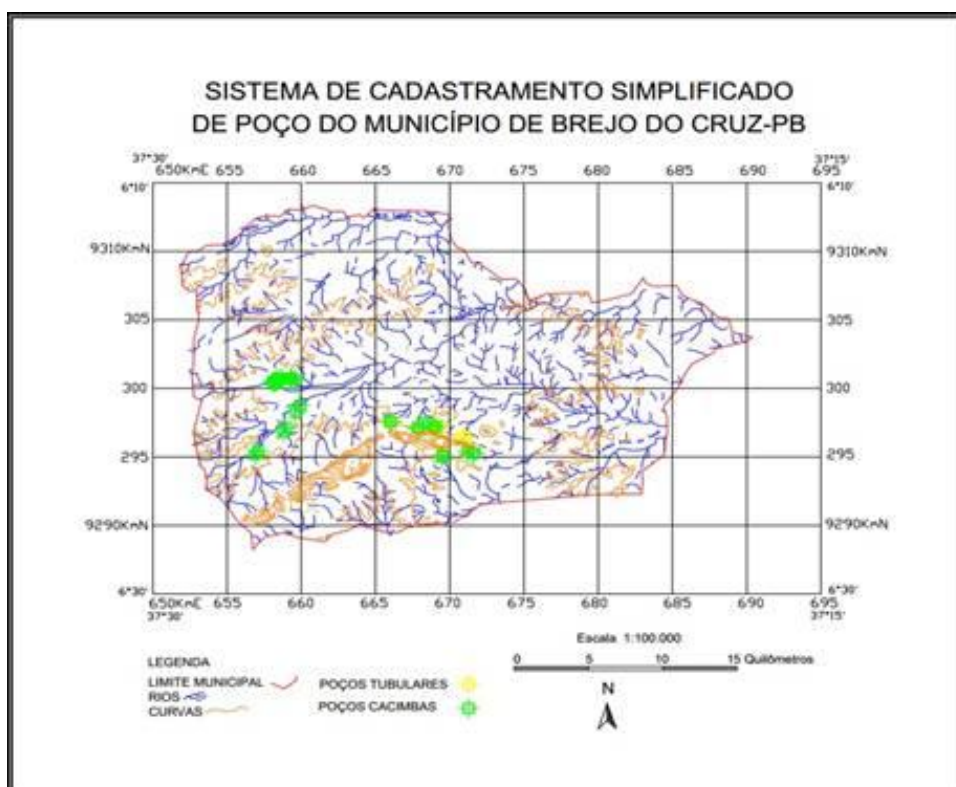 SISTEMA DE CADASTRAMENTO SIMPLIFICADO
DE POÇO DO MUNICÍPIO DE BREJO DO CRUZ-PB
37°30' 37°15'
650KmE 655 660 665 670 675 680 685 690 695
6°10' 6°10'
9310KmN 9310KmN
305 305
300 300
295 295
9290KmN 9290KmN
6°30' 6°30'
650KmE 655 660 665 670 675 680 685 690 695
37°30' 37°15'
Escala 1:100.000
0 5 10 15 Quilômetros
N
LEGENDA
LIMITE MUNICIPAL
RIOS
CURVAS
POÇOS TUBULARES
POÇOS CACIMBAS